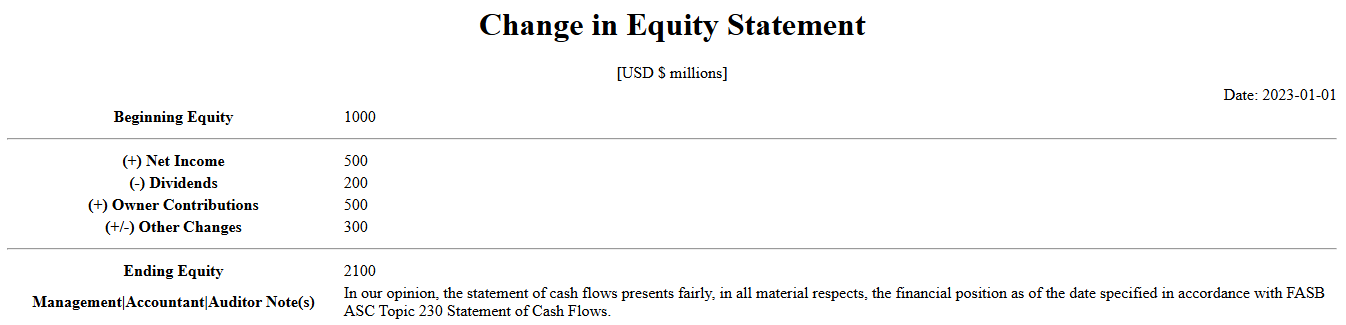 Change in Equity Statement
[USD $ millions]
Date: 2023-01-01
Beginning Equity 1000
(+) Net Income 500
(-) Dividends 200
(+) Owner Contributions 500
(+/-) Other Changes 300
Ending Equity 2100
Management|Accountant|Auditor Note(s) In our opinion, the statement of cash flows presents fairly, in all material respects, the financial position as of the date specified in accordance with FASB
ASC Topic 230 Statement of Cash Flows.